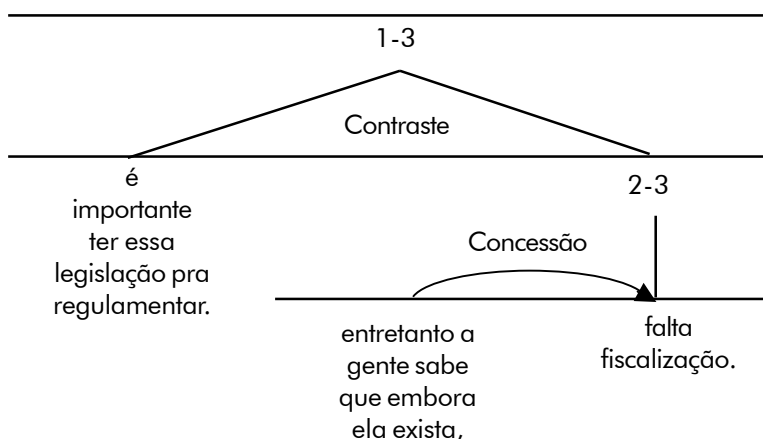 1-3
Contraste
é
importante
ter essa
legislação pra
regulamentar.
2-3
Concessão
entretanto a
gente sabe
que embora
ela exista,
falta
fiscalização.